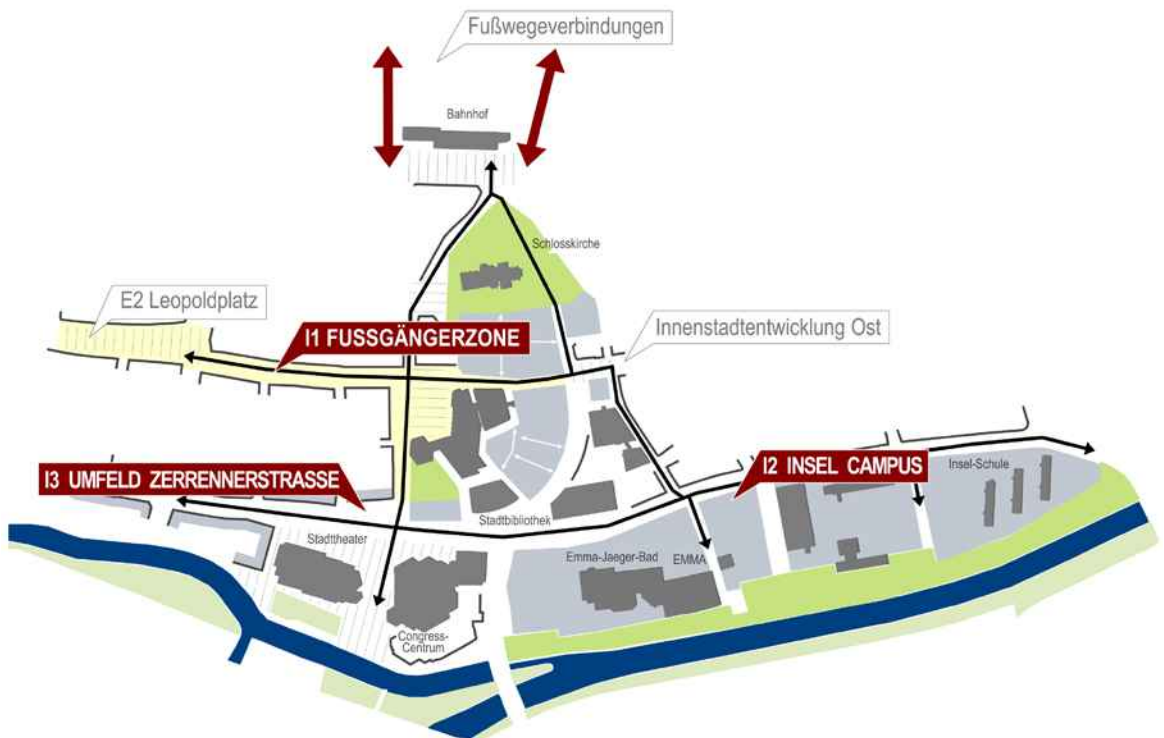 Fußwegeverbindungen
Bahnhof
Schlosskirche
E2 Leopoldplatz
I1 FUSSGÄNGERZONE
Innenstadtentwicklung Ost
I3 UMFELD ZERRENNERSTRASSE
I2 INSEL CAMPUS
Insel-Schule
Stadtbibliothek
Stadttheater
Emma-Jaeger-Bad
EMMA
Congress-
Centrum